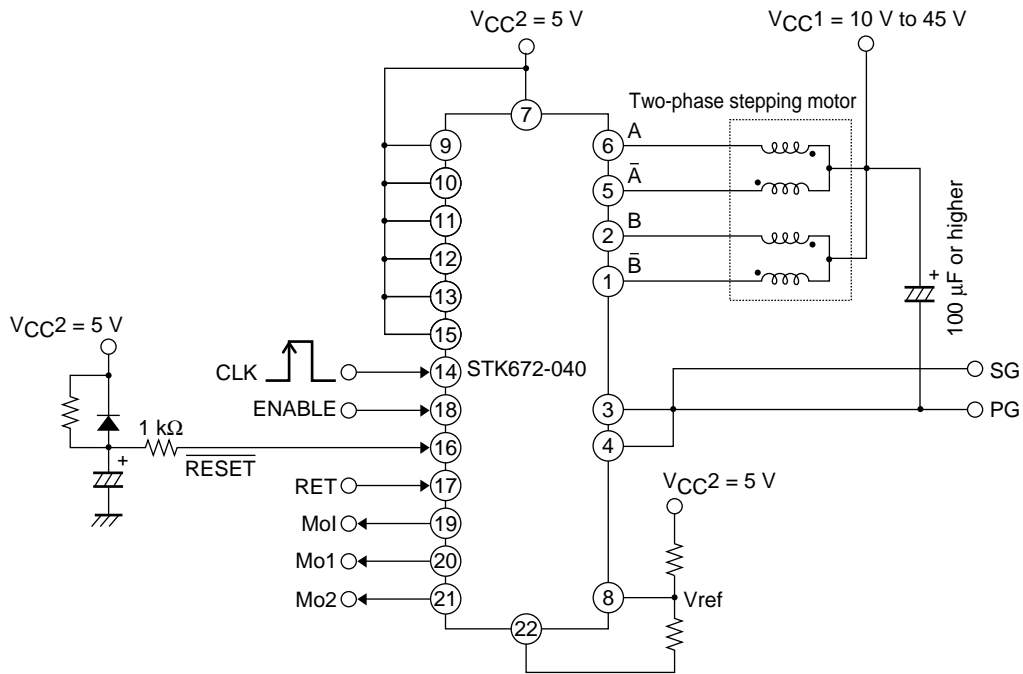 VCC2 = 5 V
VCC1 = 10 V to 45 V
Two-phase stepping motor
7
9
10
11
12
13
15
14
18
16
17
19
20
21
22
6
5
2
1
3
4
8
A
Ā
B
B̄
+
100 µF or higher
VCC2 = 5 V
CLK
STK672-040
ENABLE
1 kΩ
+
R̅E̅S̅E̅T̅
RET
MoI
Mo1
Mo2
SG
PG
VCC2 = 5 V
Vref